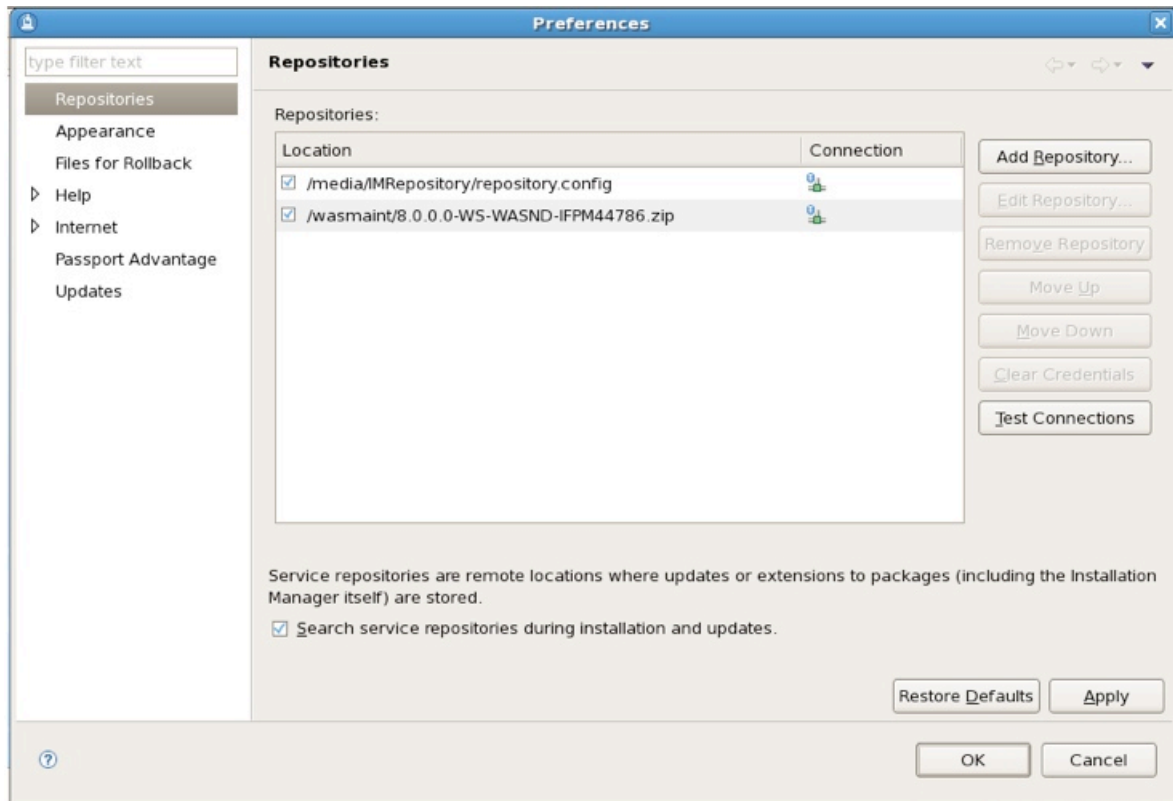 Preferences
type filter text
Repositories
Appearance
Files for Rollback
Help
Internet
Passport Advantage
Updates
Repositories
Repositories:
Location Connection
/media/IMRepository/repository.config
/wasmaint/8.0.0.0-WS-WASND-IFPM44786.zip
Add Repository...
Edit Repository...
Remove Repository
Move Up
Move Down
Clear Credentials
Test Connections
Service repositories are remote locations where updates or extensions to packages (including the Installation
Manager itself) are stored.
Search service repositories during installation and updates.
Restore Defaults
Apply
OK
Cancel